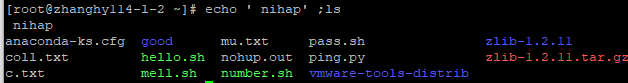 [root@zhanghy114-l-2 ~]# echo ' nihap' ;ls
 nihap
anaconda-ks.cfg  good      mu.txt     pass.sh              zlib-1.2.11
coll.txt         hello.sh  nohup.out  ping.py              zlib-1.2.11.tar.gz
c.txt            mell.sh   number.sh  vmware-tools-distrib